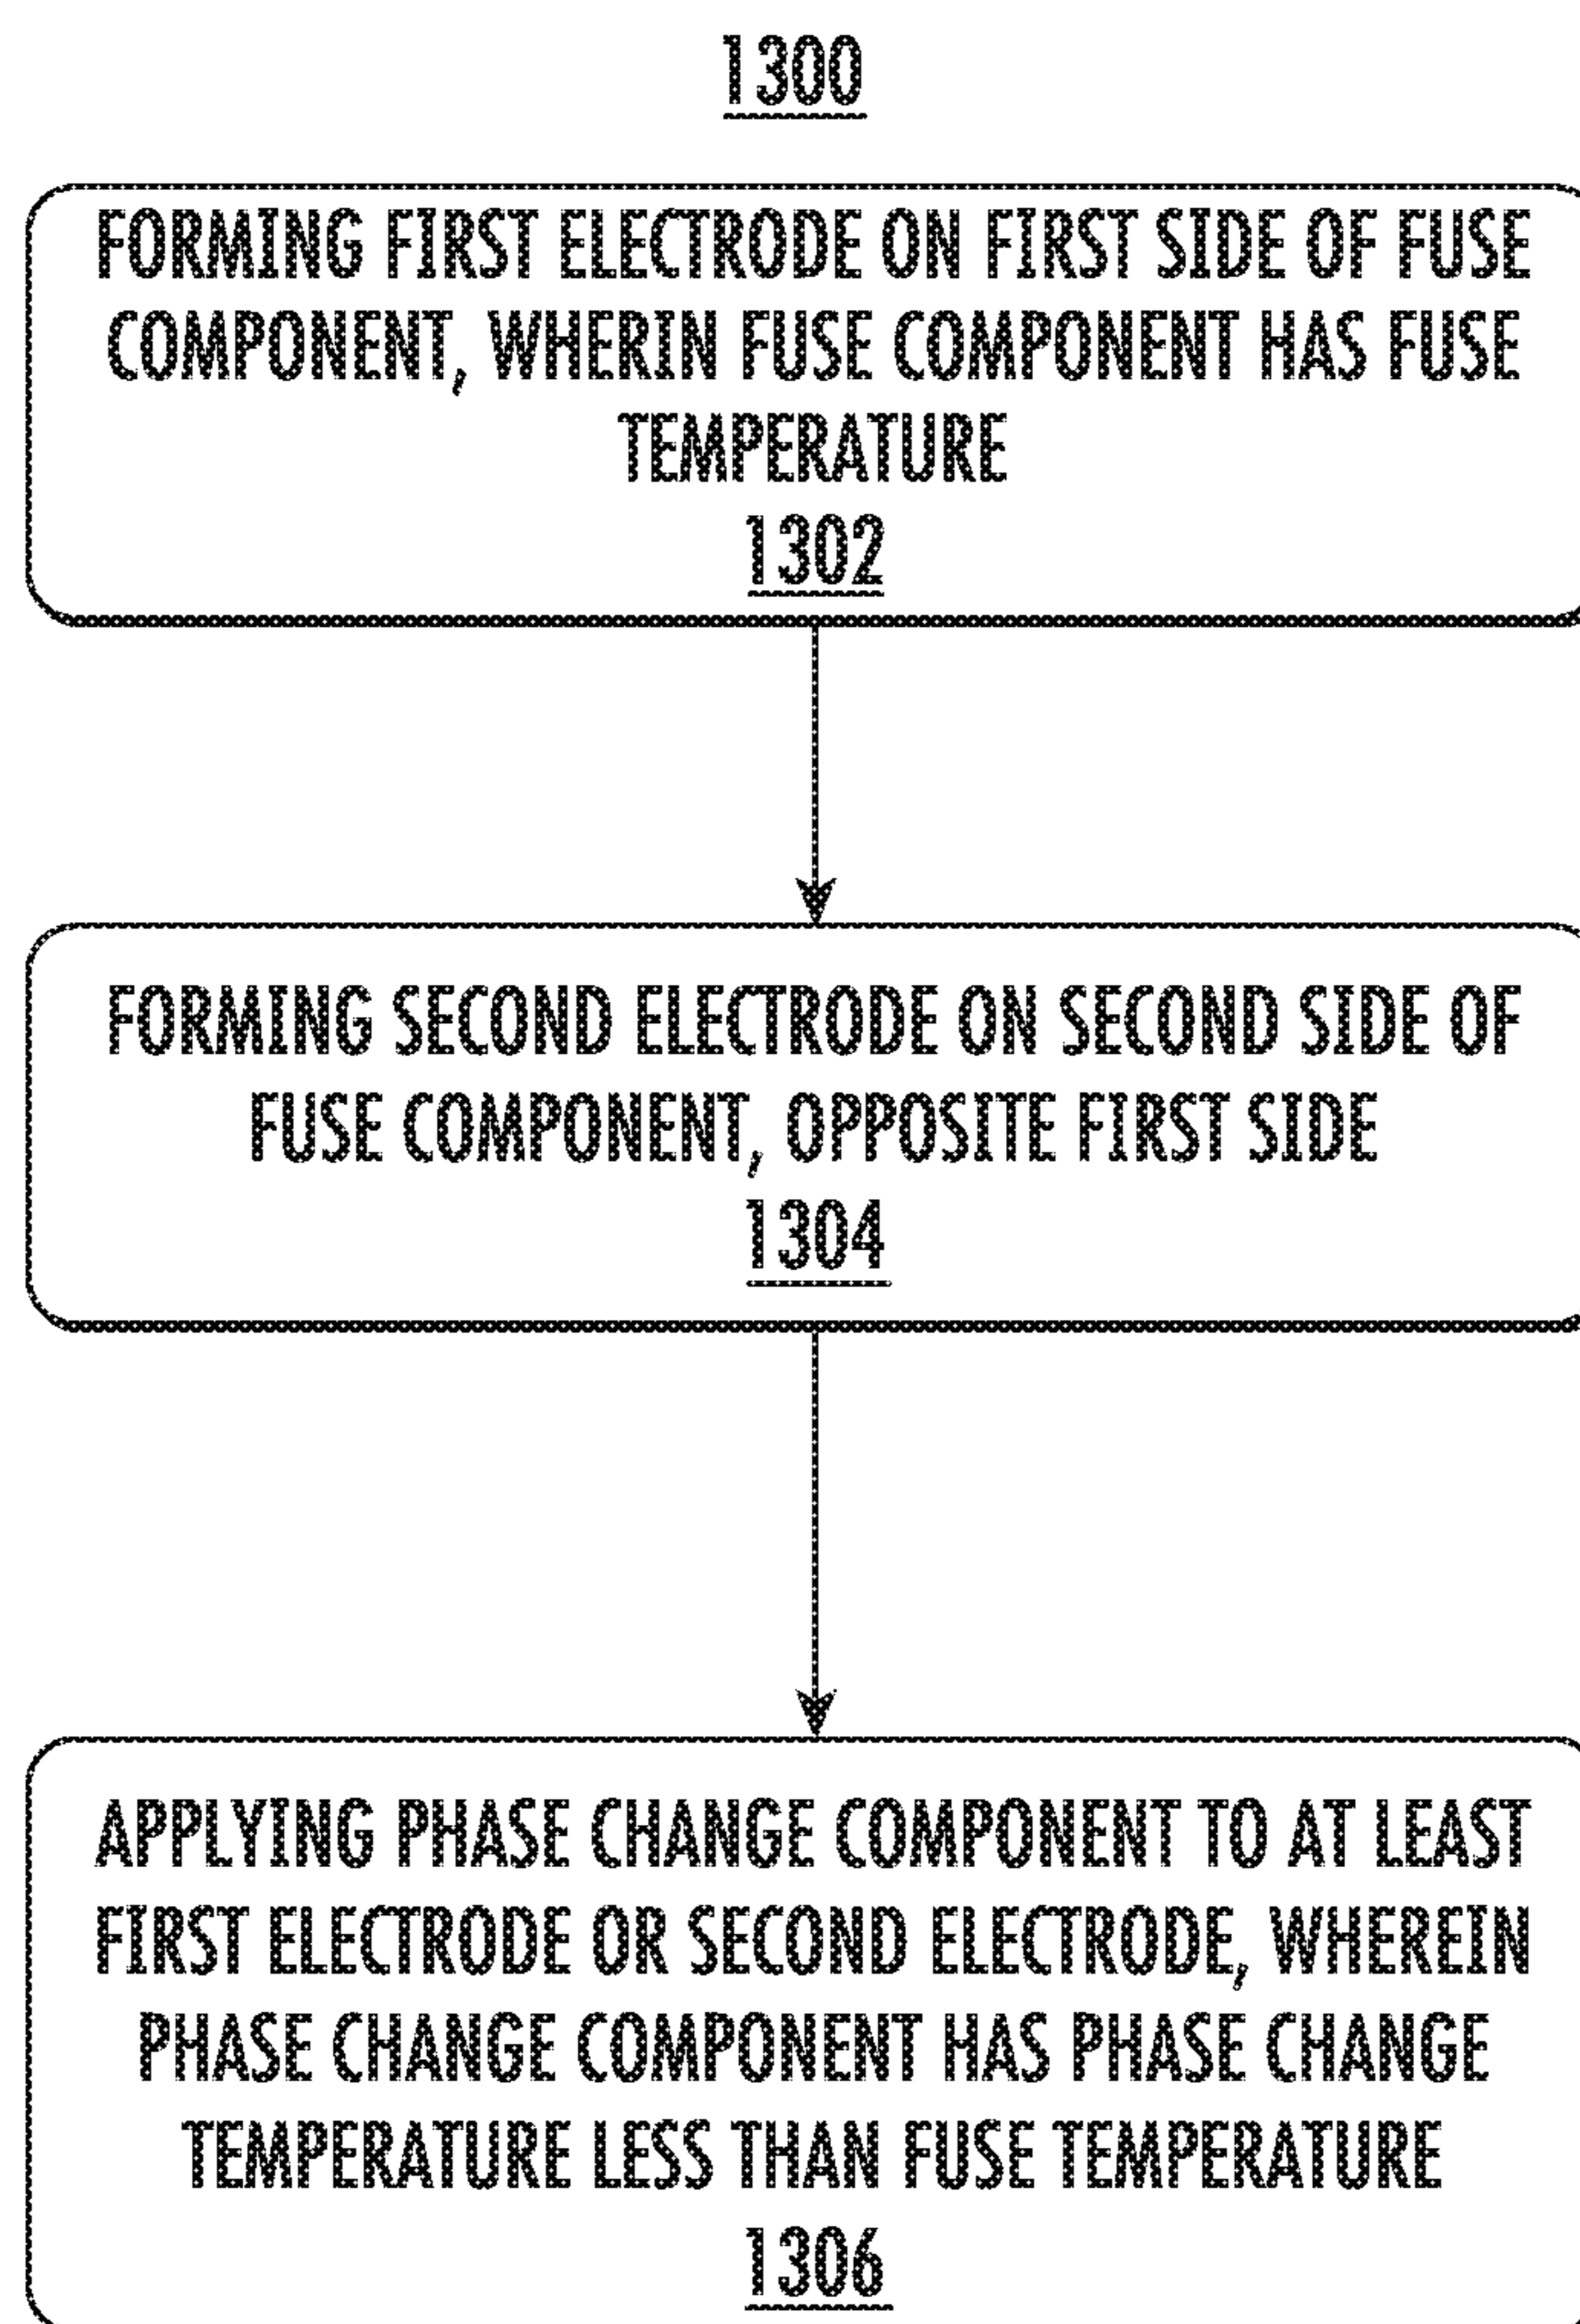 1300
FORMING FIRST ELECTRODE ON FIRST SIDE OF FUSE
COMPONENT, WHERIN FUSE COMPONENT HAS FUSE
TEMPERATURE
1302
FORMING SECOND ELECTRODE ON SECOND SIDE OF
FUSE COMPONENT, OPPOSITE FIRST SIDE
1304
APPLYING PHASE CHANGE COMPONENT TO AT LEAST
FIRST ELECTRODE OR SECOND ELECTRODE, WHEREIN
PHASE CHANGE COMPONENT HAS PHASE CHANGE
TEMPERATURE LESS THAN FUSE TEMPERATURE
1306